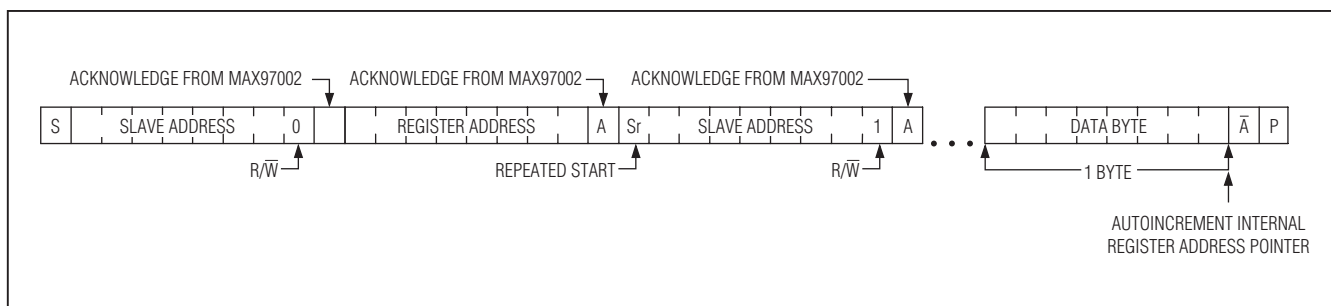 ACKNOWLEDGE FROM MAX97002 ACKNOWLEDGE FROM MAX97002 ACKNOWLEDGE FROM MAX97002
S SLAVE ADDRESS 0 REGISTER ADDRESS A Sr SLAVE ADDRESS 1 A DATA BYTE A̅ P
R/W̅ REPEATED START R/W̅ 1 BYTE
AUTOINCREMENT INTERNAL
REGISTER ADDRESS POINTER